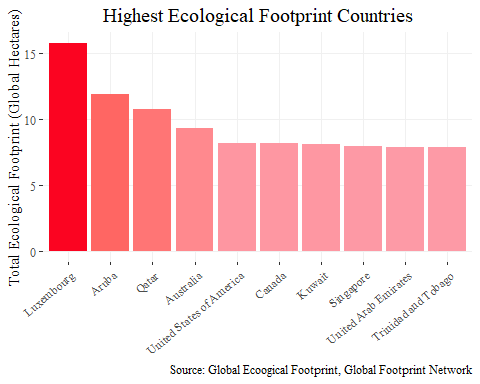 Highest Ecological Footprint Countries
Total Ecological Footprint (Global Hectares)
15
10
5
0
Luxembourg
Aruba
Qatar
Australia
United States of America
Canada
Kuwait
Singapore
United Arab Emirates
Trinidad and Tobago
Source: Global Ecoogical Footprint, Global Footprint Network